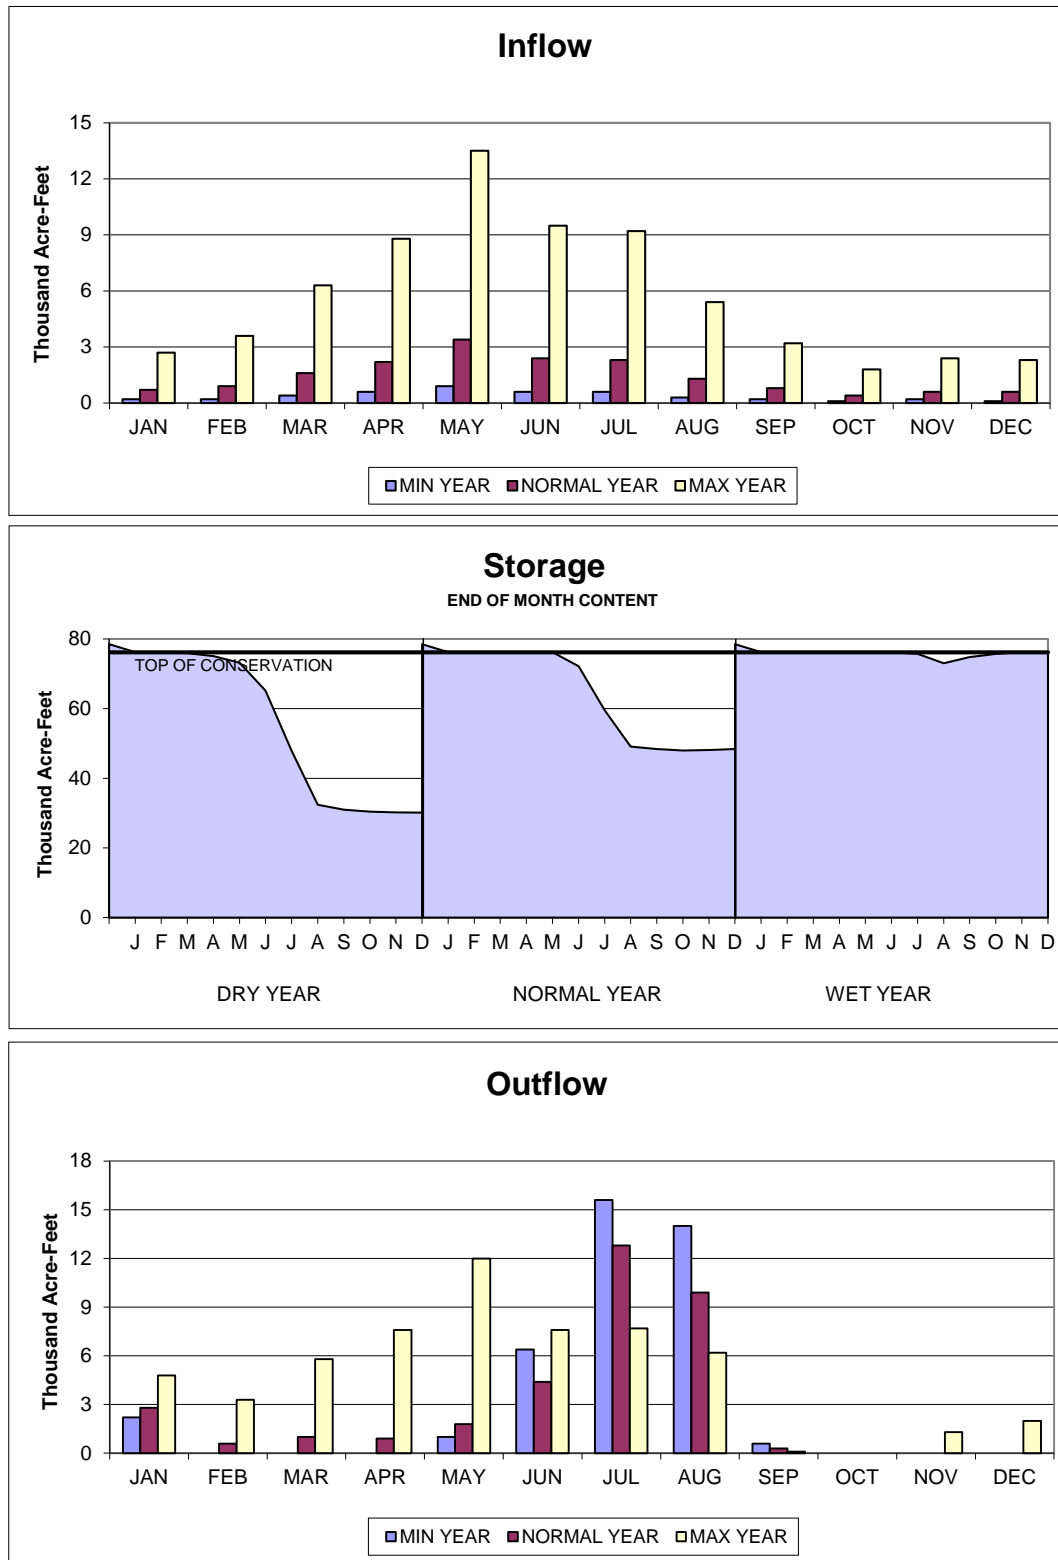 Inflow
15
12
9
6
3
0
Thousand Acre-Feet
JAN FEB MAR APR MAY JUN JUL AUG SEP OCT NOV DEC
MIN YEAR NORMAL YEAR MAX YEAR
Storage
END OF MONTH CONTENT
80
60
40
20
0
Thousand Acre-Feet
TOP OF CONSERVATION
J F M A M J J A S O N D J F M A M J J A S O N D J F M A M J J A S O N D
DRY YEAR NORMAL YEAR WET YEAR
Outflow
18
15
12
9
6
3
0
Thousand Acre-Feet
JAN FEB MAR APR MAY JUN JUL AUG SEP OCT NOV DEC
MIN YEAR NORMAL YEAR MAX YEAR